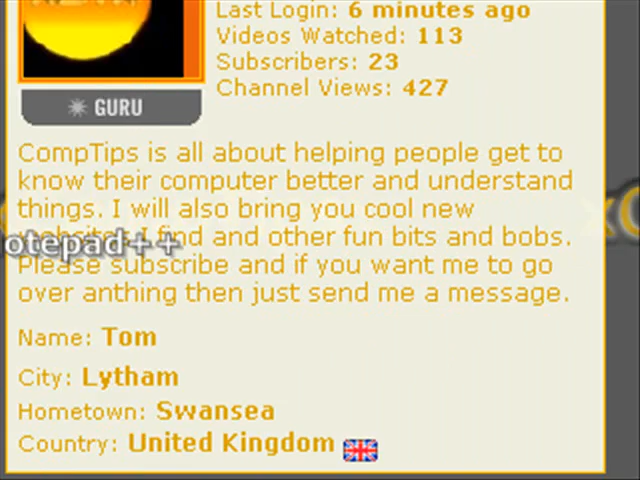 Last Login: 6 minutes ago
Videos Watched: 113
Subscribers: 23
Channel Views: 427
GURU
CompTips is all about helping people get to
know their computer better and understand
things. I will also bring you cool new
find and other fun bits and bobs.
otepad++
Please subscribe and if you want me to go
over anthing then just send me a message.
Name: Tom
City: Lytham
Hometown: Swansea
Country: United Kingdom